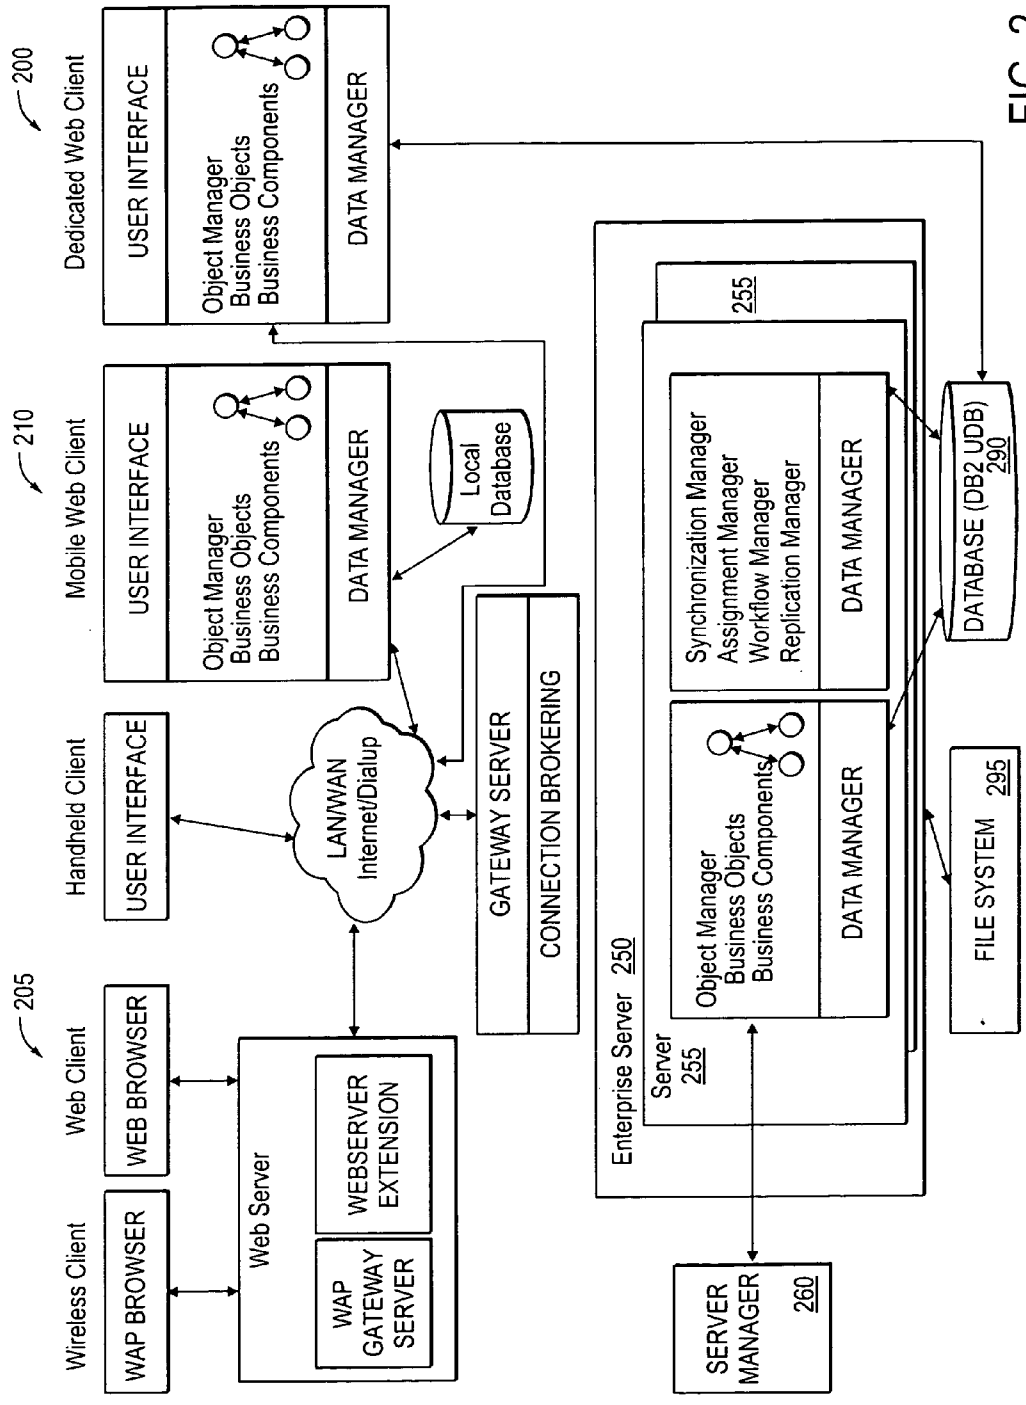 Wireless Client
WAP BROWSER
Web Client
205
WEB BROWSER
Handheld Client
USER INTERFACE
Mobile Web Client
210
USER INTERFACE
Object Manager
Business Objects
Business Components
DATA MANAGER
Dedicated Web Client
200
USER INTERFACE
Object Manager
Business Objects
Business Components
DATA MANAGER
Web Server
WAP
GATEWAY
SERVER
WEBSERVER
EXTENSION
LAN/WAN
Internet/Dialup
Local
Database
GATEWAY SERVER
CONNECTION BROKERING
Enterprise Server 250
Server
255
255
Object Manager
Business Objects
Business Components
DATA MANAGER
Synchronization Manager
Assignment Manager
Workflow Manager
Replication Manager
DATA MANAGER
SERVER
MANAGER
260
FILE SYSTEM
295
DATABASE (DB2 UDB)
290
FIG. 2